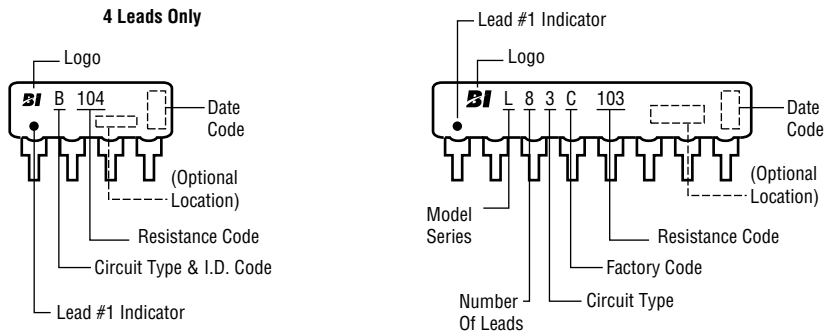 4 Leads Only
Logo
BI B 104
Date
Code
(Optional
Location)
Resistance Code
Circuit Type & I.D. Code
Lead #1 Indicator
Lead #1 Indicator
Logo
BI L 8 3 C 103
Date
Code
(Optional
Location)
Model
Series
Resistance Code
Factory Code
Number
Of Leads
Circuit Type